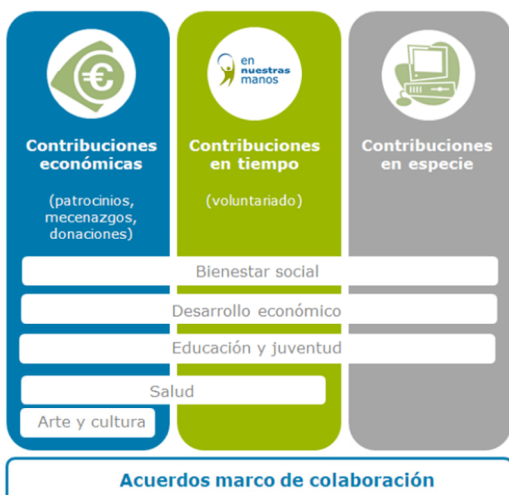 €
en
nuestras
manos
Contribuciones
económicas
(patrocinios,
mecenazgos,
donaciones)
Contribuciones
en tiempo
(voluntariado)
Contribuciones
en especie
Bienestar social
Desarrollo económico
Educación y juventud
Salud
Arte y cultura
Acuerdos marco de colaboración